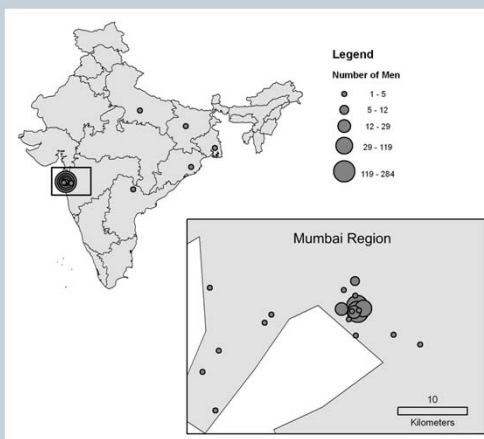 Legend
Number of Men
1 - 5
5 - 12
12 - 29
29 - 119
119 - 284
Mumbai Region
10
Kilometers